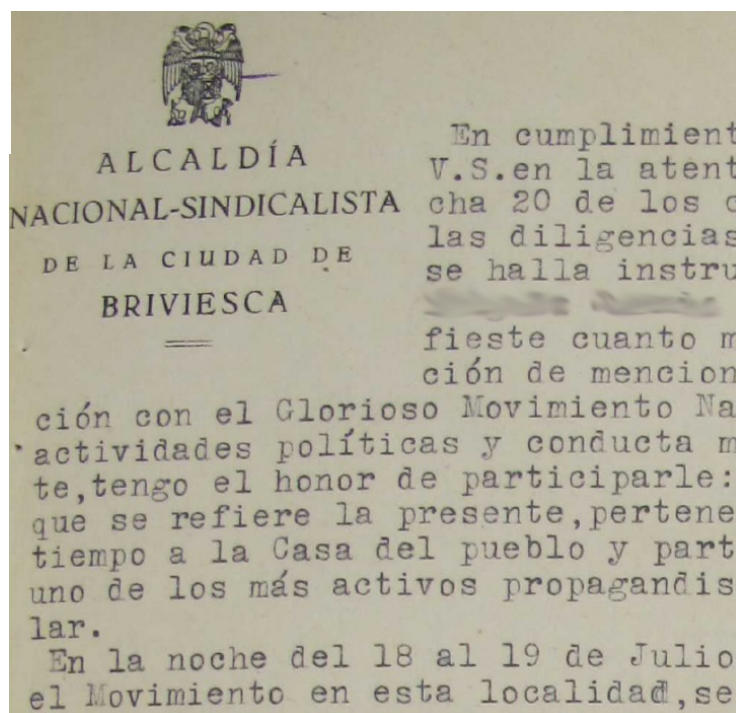 ALCALDÍA
NACIONAL-SINDICALISTA
DE LA CIUDAD DE
BRIVIESCA
En cumplimient
V.S.en la atent
cha 20 de los c
las diligencias
se halla instru
fieste cuanto m
ción de mencion
ción con el Glorioso Movimiento Na
actividades políticas y conducta m
te,tengo el honor de participarle:
que se refiere la presente,pertene
tiempo a la Casa del pueblo y part
uno de los más activos propagandis
lar.
En la noche del 18 al 19 de Julio
el Movimiento en esta localidad,se